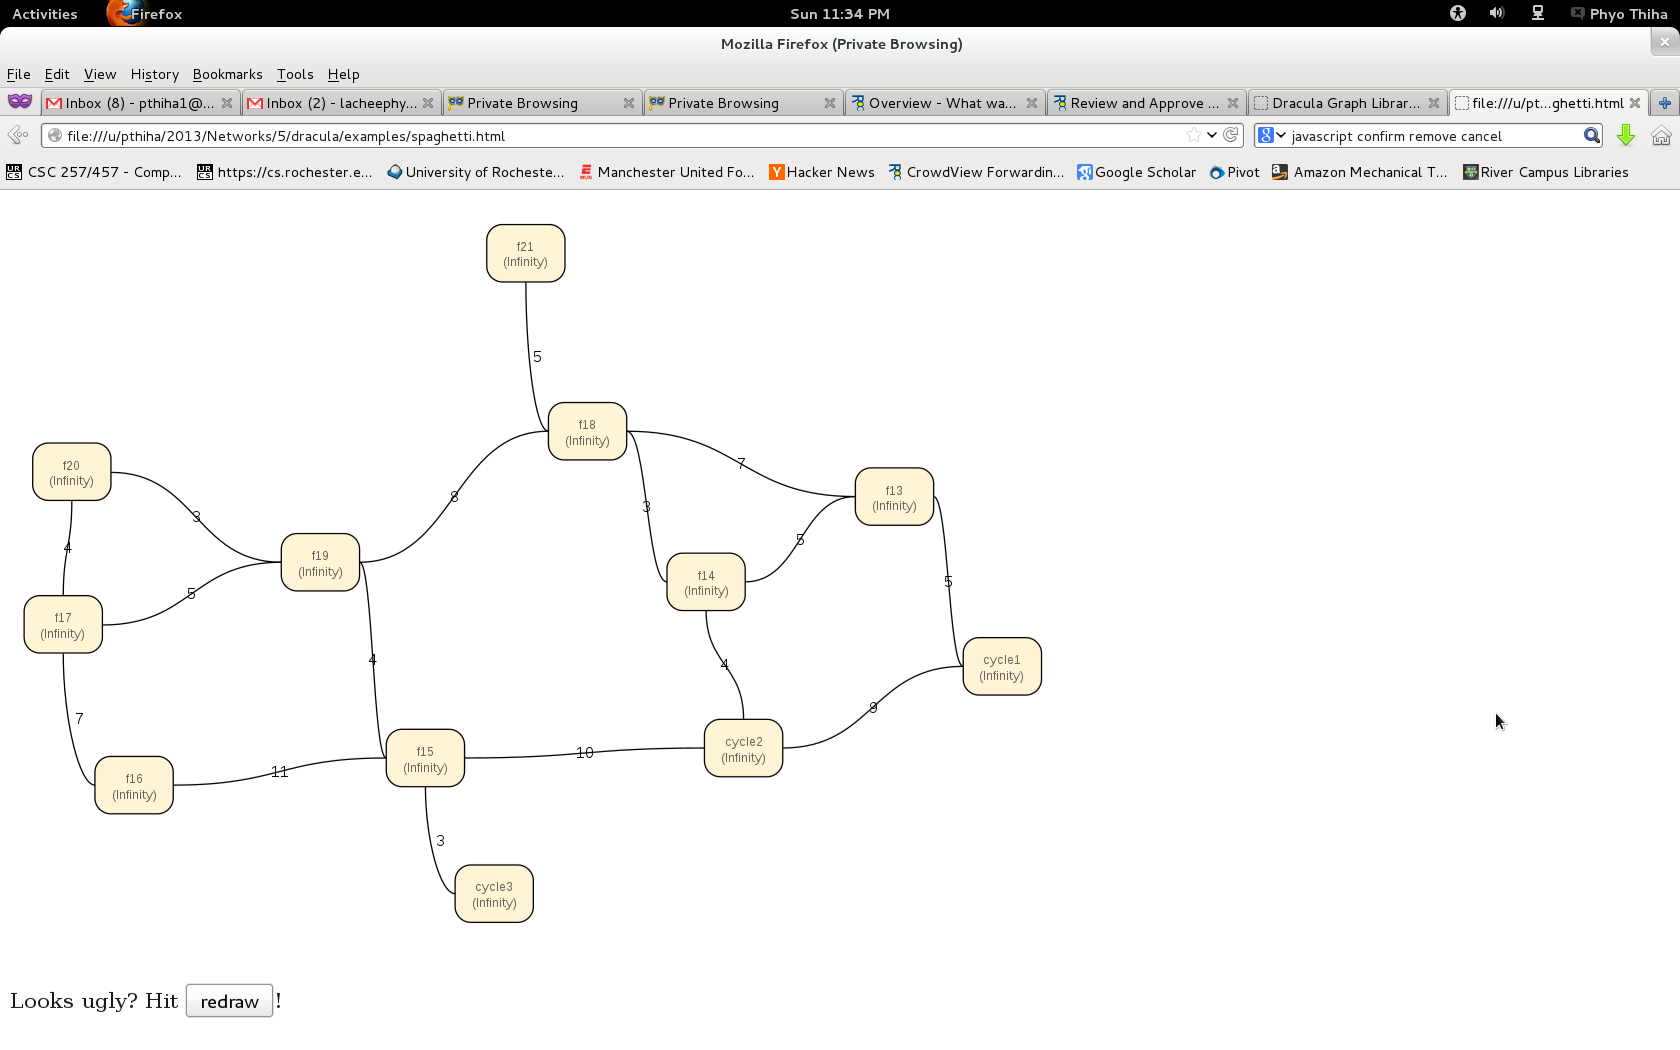 Activities Firefox Sun 11:34 PM Phyo Thiha
Mozilla Firefox (Private Browsing)
File Edit View History Bookmarks Tools Help
Inbox (8) - pthiha1@... Inbox (2) - lacheephy... Private Browsing Private Browsing Overview - What wa... Review and Approve ... Dracula Graph Librar... file:///u/pt...ghetti.html
file:///u/pthiha/2013/Networks/5/dracula/examples/spaghetti.html javascript confirm remove cancel
CSC 257/457 - Comp... https://cs.rochester.e... University of Rocheste... Manchester United Fo... Hacker News CrowdView Forwardin... Google Scholar Pivot Amazon Mechanical T... River Campus Libraries
f21
(Infinity)
5
f18
(Infinity)
7
f20
(Infinity)
f13
(Infinity)
8
3
3
5
4
f19
(Infinity)
f14
(Infinity)
5
5
f17
(Infinity)
4
4
cycle1
(Infinity)
9
7
cycle2
(Infinity)
f15
(Infinity)
10
11
f16
(Infinity)
3
cycle3
(Infinity)
Looks ugly? Hit redraw !